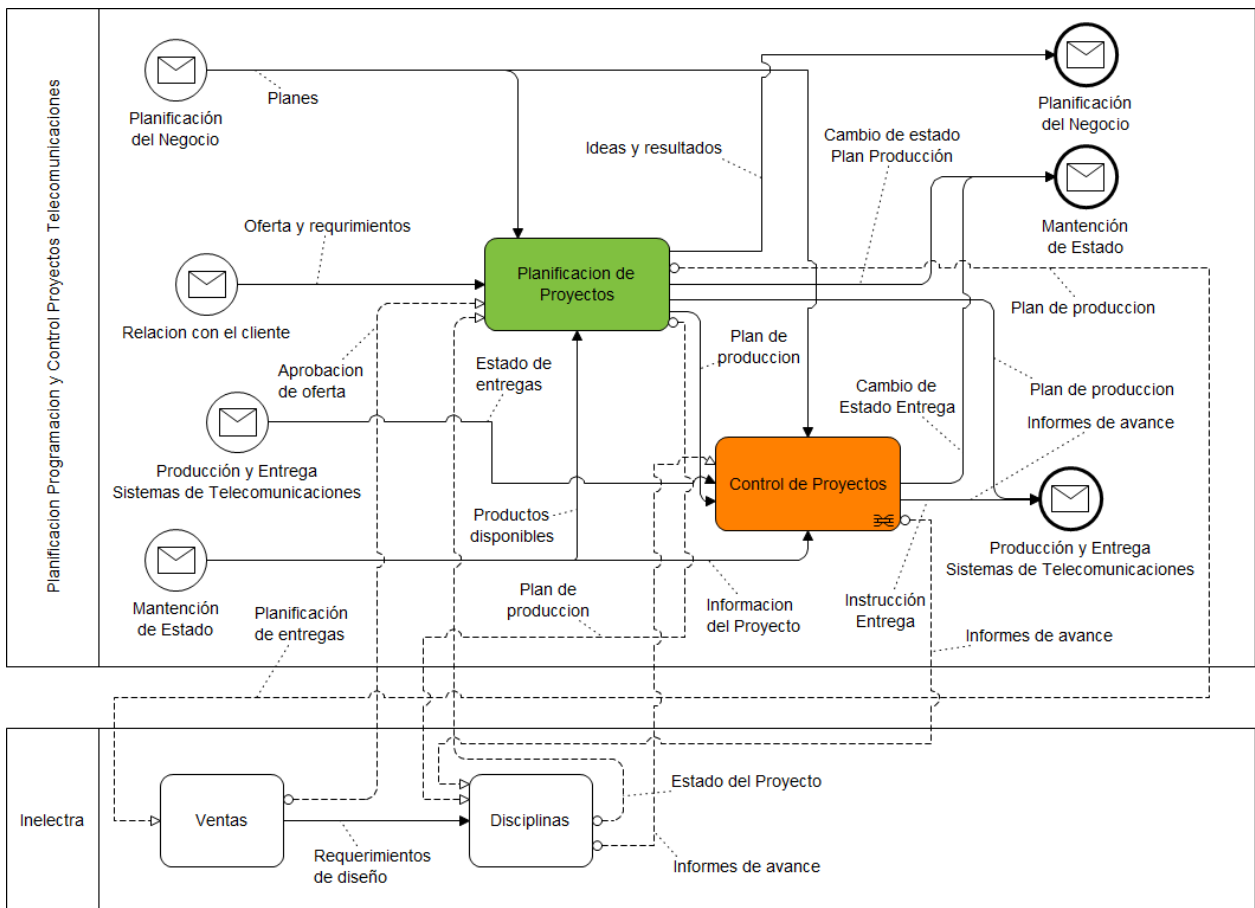 Planificacion Programacion y Control Proyectos Telecomunicaciones
Planificación
del Negocio
Planes
Ideas y resultados
Cambio de estado
Plan Producción
Planificación
del Negocio
Mantención
de Estado
Oferta y requrimientos
Planificacion de
Proyectos
Relacion con el cliente
Plan de produccion
Aprobacion
de oferta
Estado de
entregas
Plan de
produccion
Cambio de
Estado Entrega
Plan de produccion
Informes de avance
Producción y Entrega
Sistemas de Telecomunicaciones
Control de Proyectos
Productos
disponibles
Producción y Entrega
Sistemas de Telecomunicaciones
Mantención
de Estado
Planificación
de entregas
Plan de
produccion
Informacion
del Proyecto
Instrucción
Entrega
Informes de avance
Inelectra
Ventas
Disciplinas
Estado del Proyecto
Requerimientos
de diseño
Informes de avance